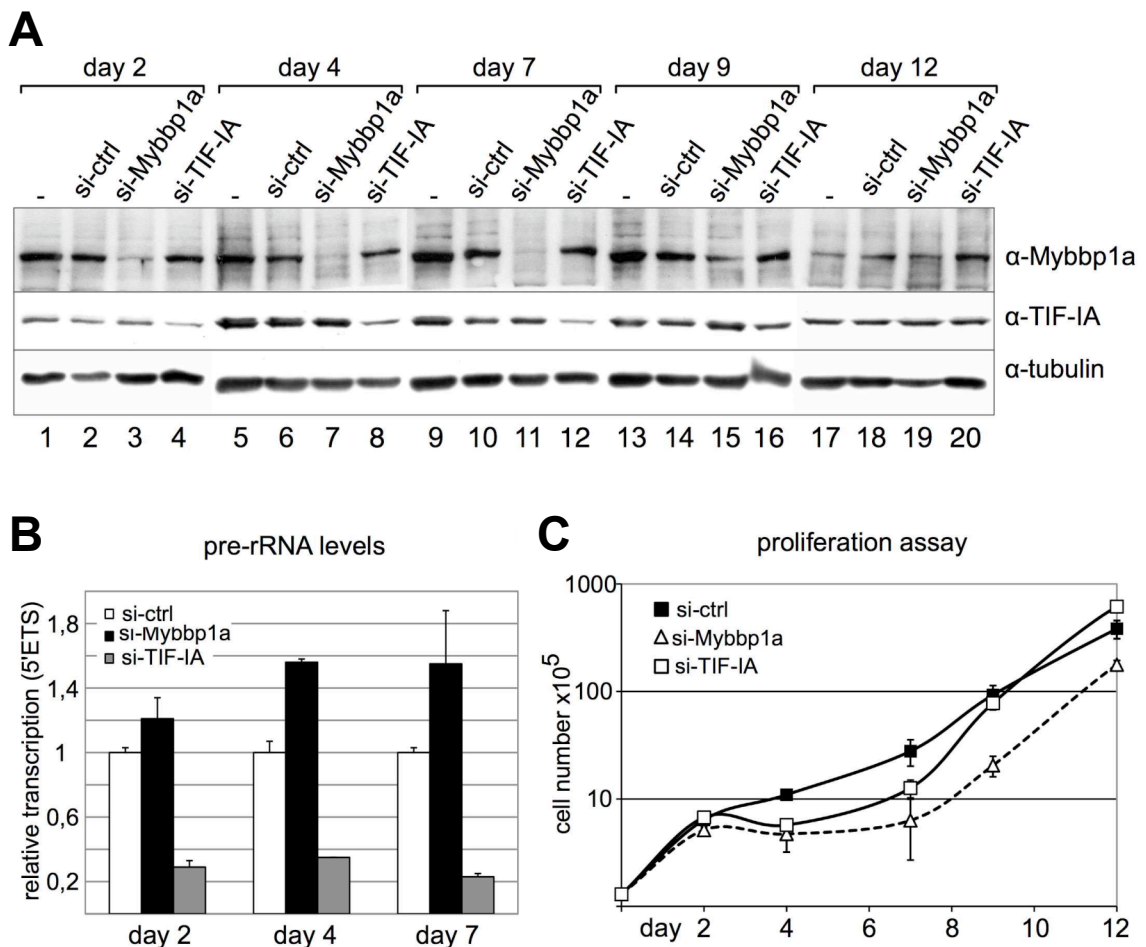 A
day 2 day 4 day 7 day 9 day 12
- si-ctrl si-Mybbp1a si-TIF-IA - si-ctrl si-Mybbp1a si-TIF-IA - si-ctrl si-Mybbp1a si-TIF-IA - si-ctrl si-Mybbp1a si-TIF-IA - si-ctrl si-Mybbp1a si-TIF-IA
α-Mybbp1a
α-TIF-IA
α-tubulin
1 2 3 4 5 6 7 8 9 10 11 12 13 14 15 16 17 18 19 20
B
pre-rRNA levels
relative transcription (5'ETS)
1,8
1,4
1
0,6
0,2
si-ctrl
si-Mybbp1a
si-TIF-IA
day 2 day 4 day 7
C
proliferation assay
cell number x10⁵
1000
100
10
si-ctrl
si-Mybbp1a
si-TIF-IA
day 2 4 6 8 10 12